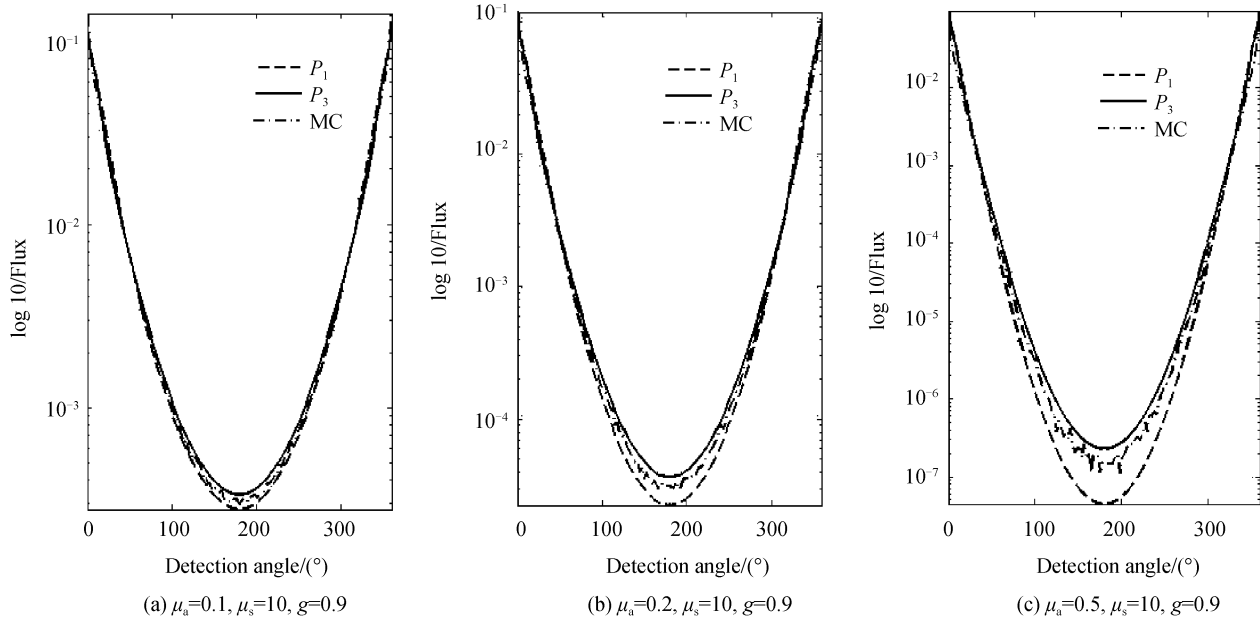 10⁻¹
10⁻²
10⁻³
log 10/Flux
P₁
P₃
MC
0 100 200 300
Detection angle/(°)
(a) μₐ=0.1, μₛ=10, g=0.9
10⁻¹
10⁻²
10⁻³
10⁻⁴
log 10/Flux
P₁
P₃
MC
0 100 200 300
Detection angle/(°)
(b) μₐ=0.2, μₛ=10, g=0.9
10⁻²
10⁻³
10⁻⁴
10⁻⁵
10⁻⁶
10⁻⁷
log 10/Flux
P₁
P₃
MC
0 100 200 300
Detection angle/(°)
(c) μₐ=0.5, μₛ=10, g=0.9